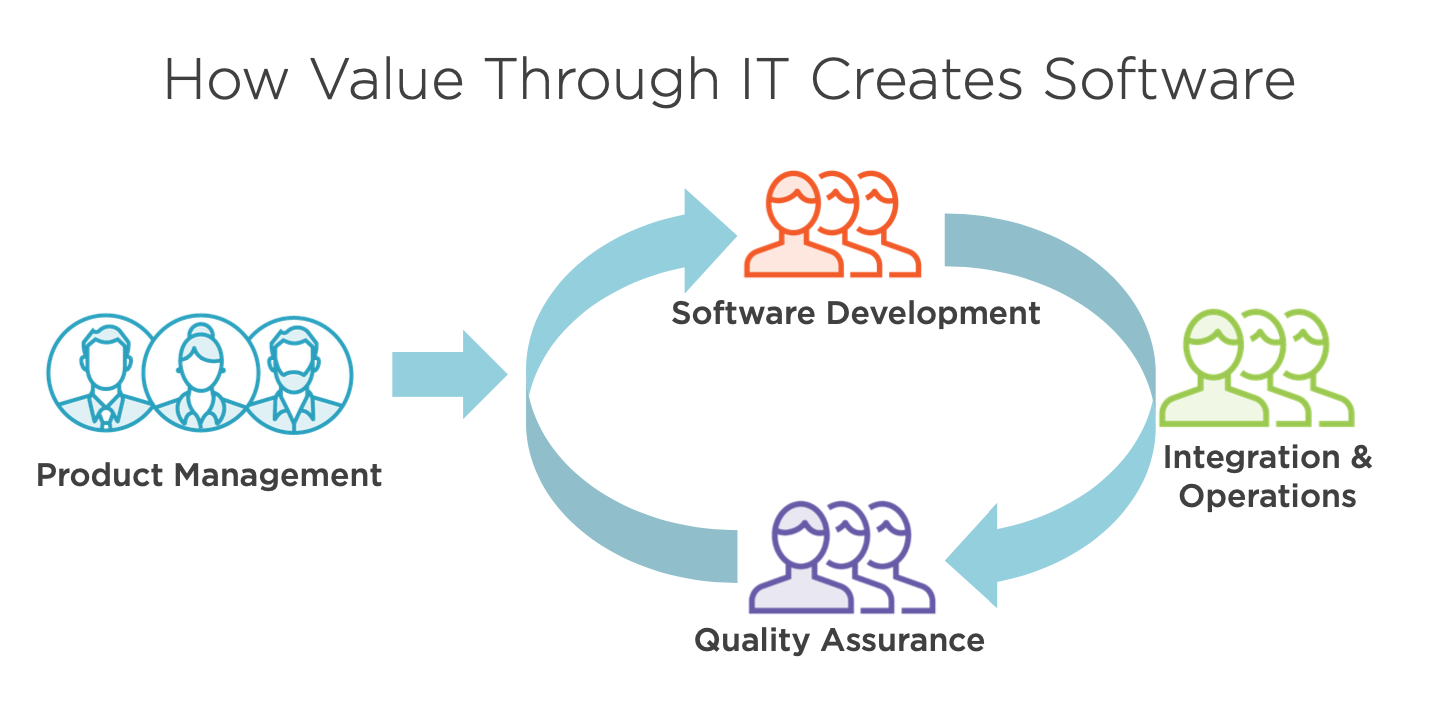 How Value Through IT Creates Software
Software Development
Product Management
Integration &
Operations
Quality Assurance